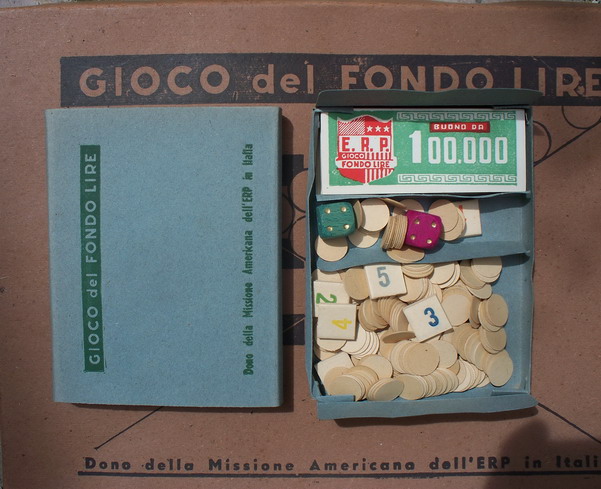 GIOCO del FONDO LIRE
GIOCO del FONDO LIRE
Dono della Missione Americana dell'ERP in Italia
E.R.P.
GIOCO
FONDO LIRE
BUONO DA
100.000
5
2
4
3
Dono della Missione Americana dell'ERP in Itali